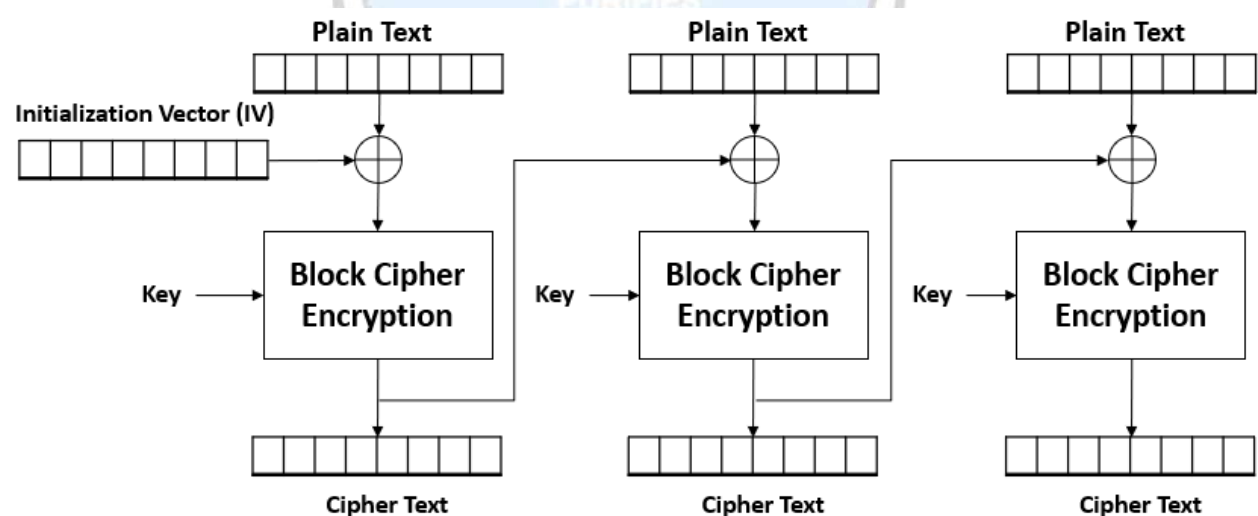 Plain Text
Plain Text
Plain Text
Initialization Vector (IV)
Key
Block Cipher
Encryption
Key
Block Cipher
Encryption
Key
Block Cipher
Encryption
Cipher Text
Cipher Text
Cipher Text